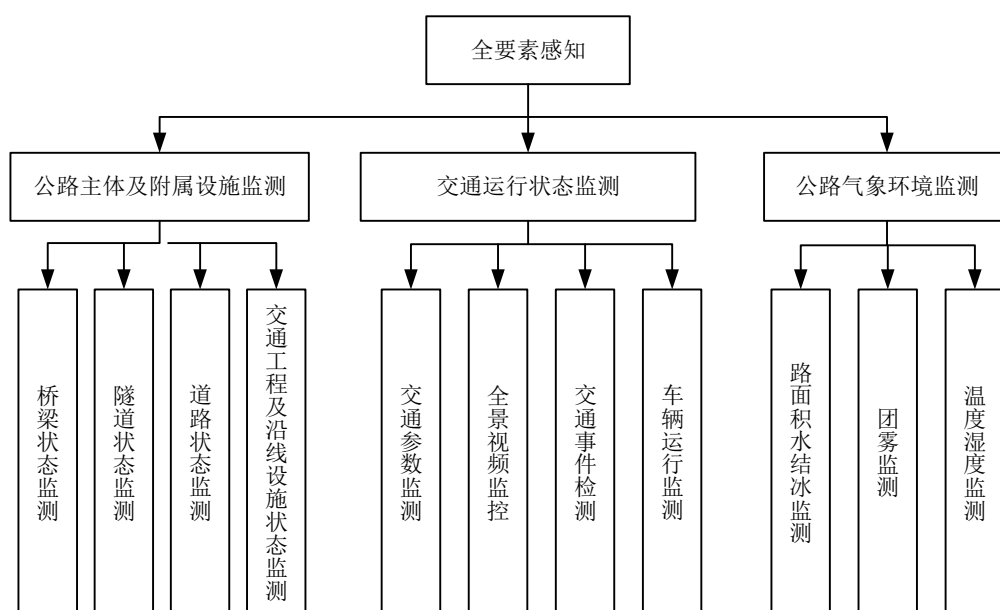 全要素感知
公路主体及附属设施监测
交通运行状态监测
公路气象环境监测
桥梁状态监测
隧道状态监测
道路状态监测
交通工程及沿线设施状态监测
交通参数监测
全景视频监控
交通事件检测
车辆运行监测
路面积水结冰监测
团雾监测
温度湿度监测